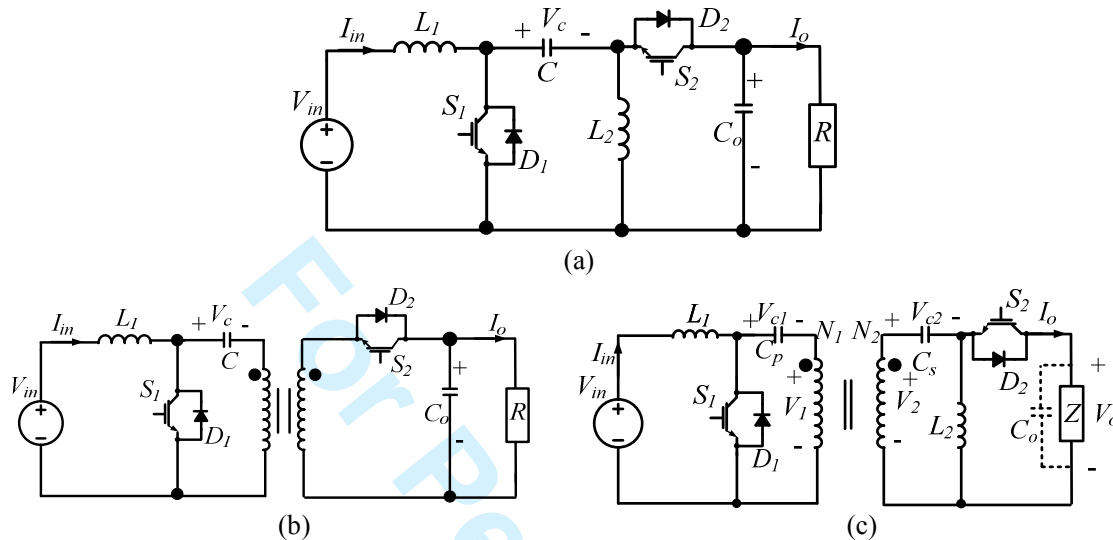 I_in L_1 + V_c - D_2 I_o
C S_2
V_in + - S_1 D_1 L_2 C_o + - R
(a)
I_in L_1 + V_c - D_2 I_o
C S_2
V_in + - S_1 D_1 C_o + - R
(b)
I_in L_1 + V_c1 - N_1 N_2 + V_c2 - S_2 I_o
C_p C_s D_2
V_in + - S_1 D_1 + V_1 - + V_2 - L_2 C_o Z + V_o -
(c)
For Pe